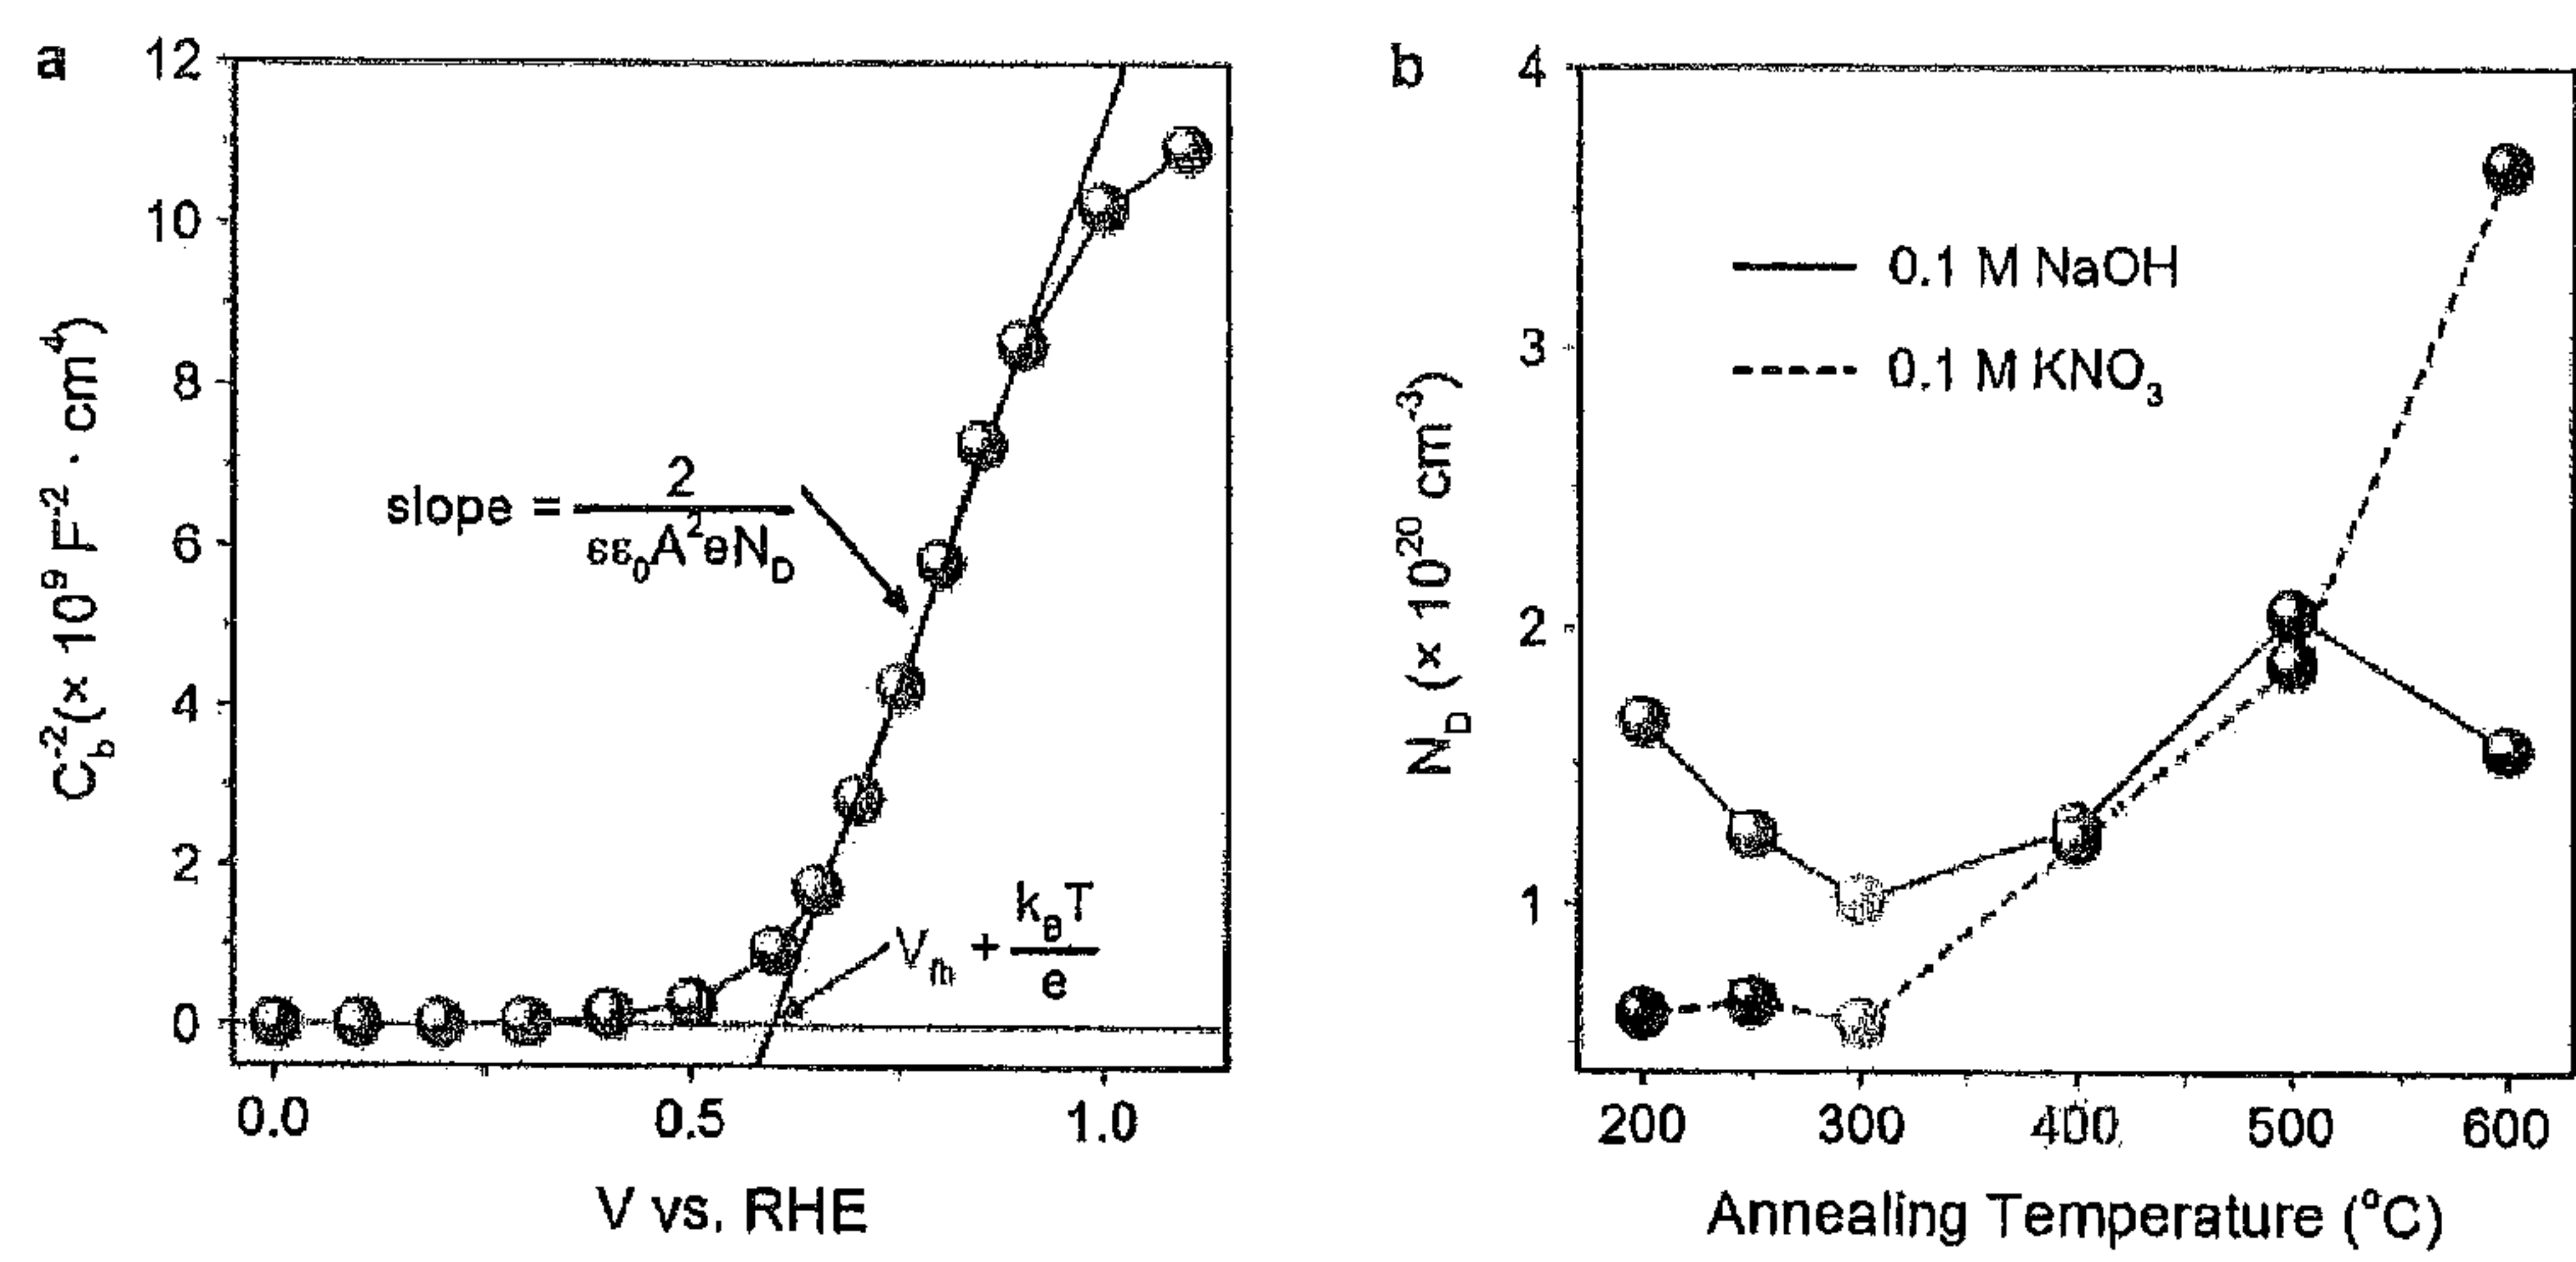 a
12
10
8
6
4
2
0
C_b^-2 (× 10^9 F^-2 · cm^4)
slope = 2 / εε₀A²eN_D
V_fb + k_BT / e
0.0 0.5 1.0
V vs. RHE
b
4
3
2
1
N_D (× 10^20 cm^-3)
0.1 M NaOH
0.1 M KNO₃
200 300 400 500 600
Annealing Temperature (°C)